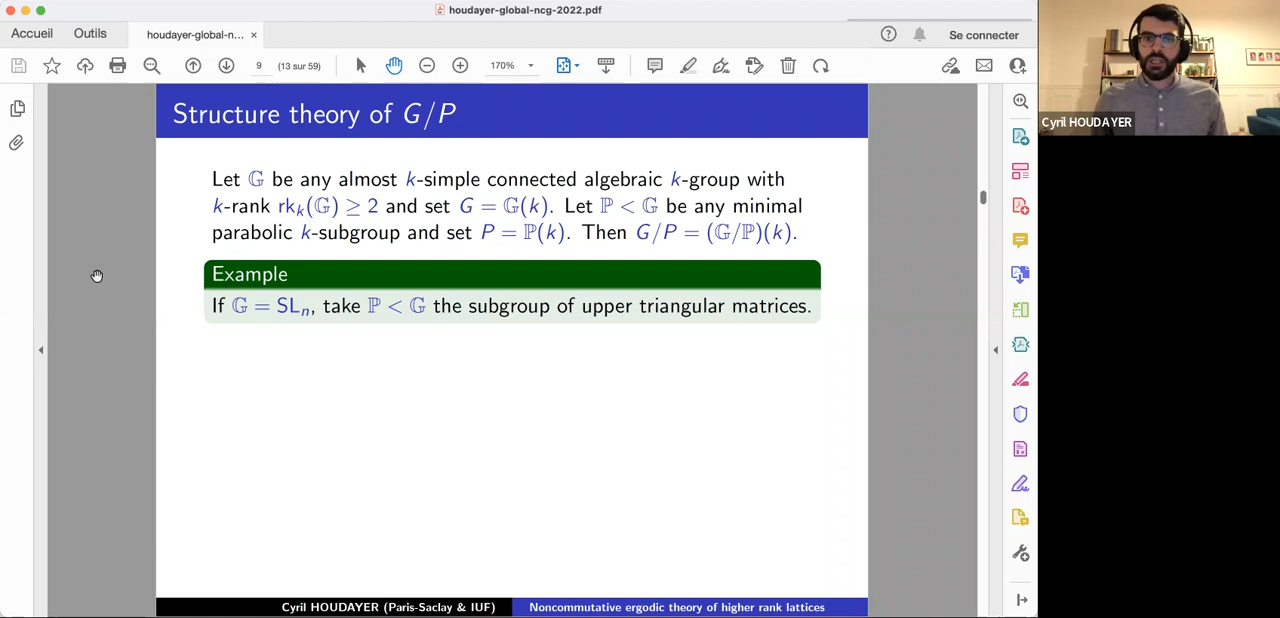 houdayer-global-ncg-2022.pdf
Accueil Outils houdayer-global-n... × Se connecter
9 (13 sur 59) 170%
Cyril HOUDAYER
Structure theory of G/P
Let 𝔾 be any almost k-simple connected algebraic k-group with
k-rank rkₖ(𝔾) ≥ 2 and set G = 𝔾(k). Let ℙ < 𝔾 be any minimal
parabolic k-subgroup and set P = ℙ(k). Then G/P = (𝔾/ℙ)(k).
Example
If 𝔾 = SLₙ, take ℙ < 𝔾 the subgroup of upper triangular matrices.
Cyril HOUDAYER (Paris-Saclay & IUF) Noncommutative ergodic theory of higher rank lattices